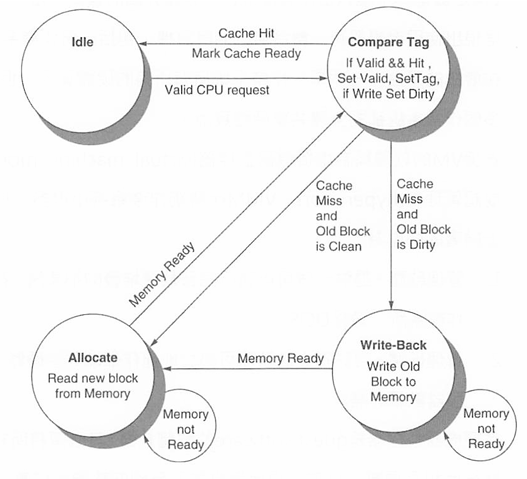 Idle
Cache Hit
Mark Cache Ready
Valid CPU request
Compare Tag
If Valid && Hit ,
Set Valid, SetTag,
if Write Set Dirty
Cache
Miss
and
Old Block
is Clean
Cache
Miss
and
Old Block
is Dirty
Memory Ready
Allocate
Read new block
from Memory
Memory
not
Ready
Memory Ready
Write-Back
Write Old
Block to
Memory
Memory
not
Ready